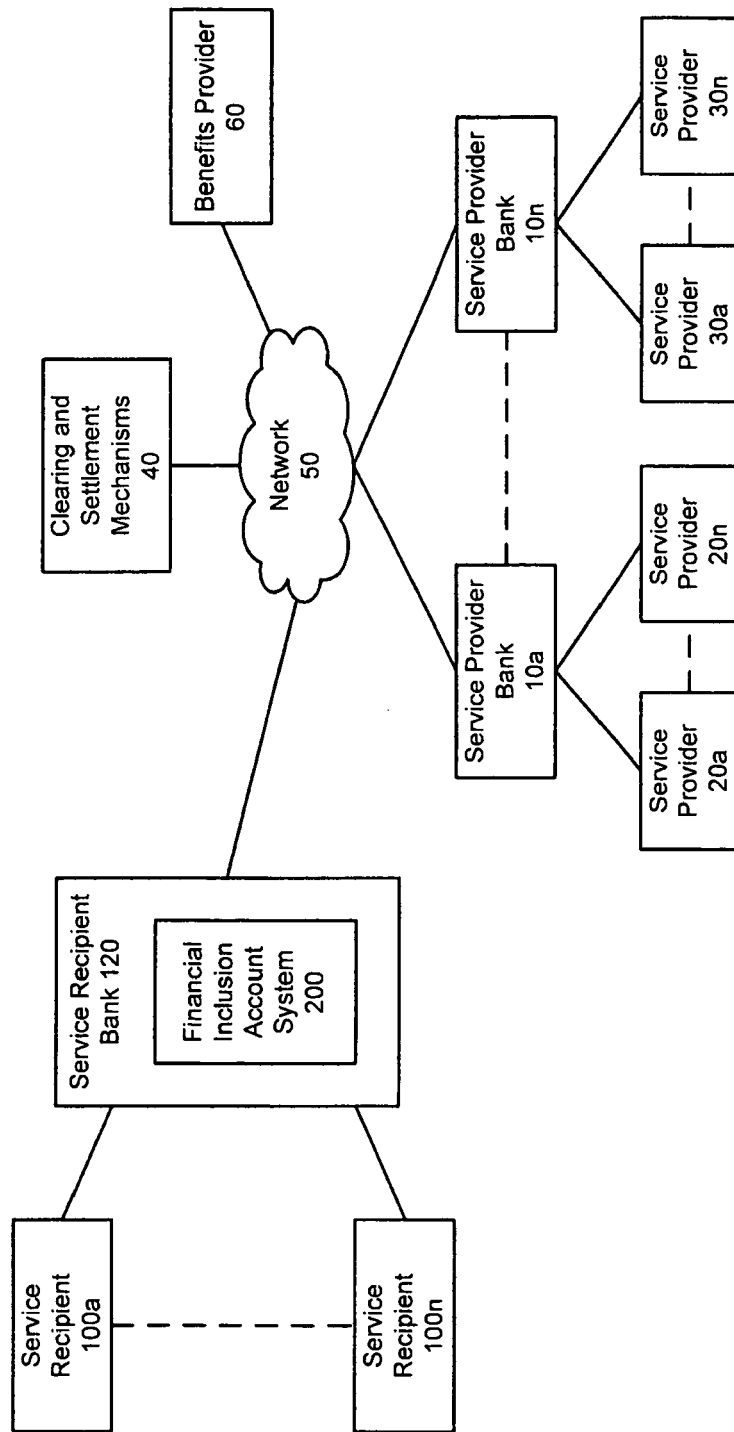 Service
Recipient
100a
Service
Recipient
100n
Service Recipient
Bank 120
Financial
Inclusion
Account
System
200
Clearing and
Settlement
Mechanisms
40
Network
50
Benefits Provider
60
Service Provider
Bank
10a
Service Provider
Bank
10n
Service
Provider
20a
Service
Provider
20n
Service
Provider
30a
Service
Provider
30n